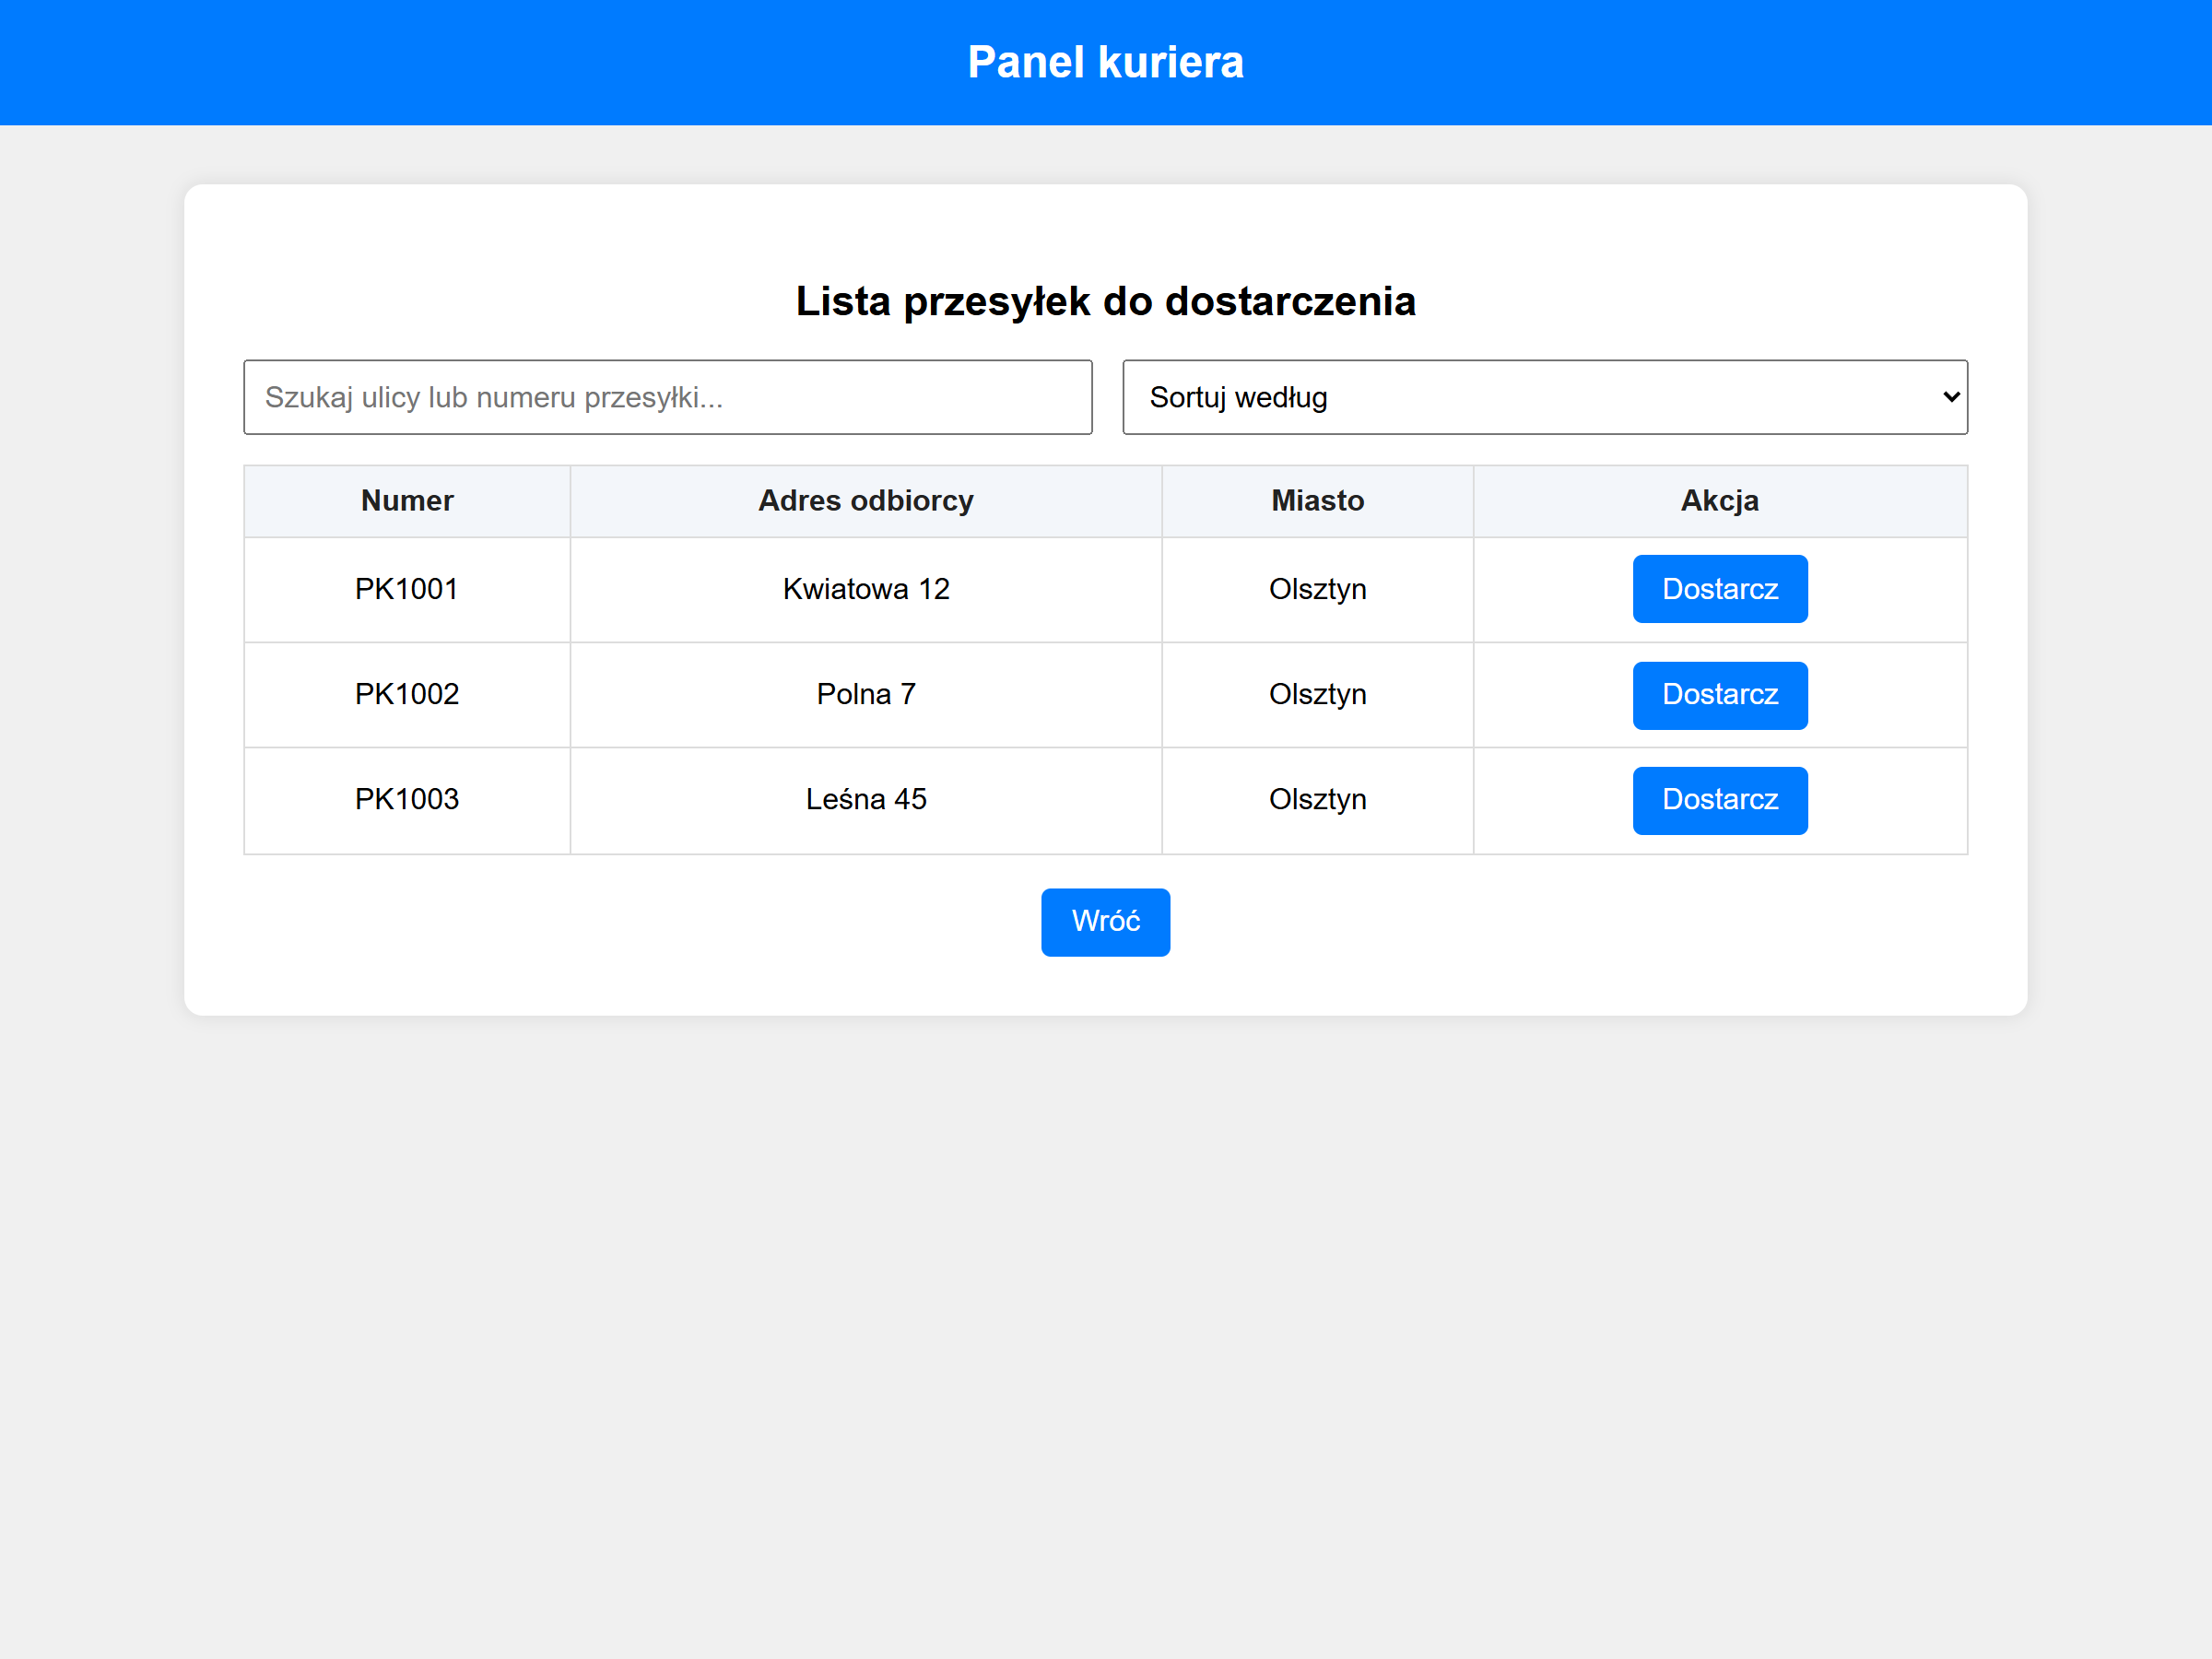 Panel kuriera
Lista przesyłek do dostarczenia
Szukaj ulicy lub numeru przesyłki... Sortuj według
Numer Adres odbiorcy Miasto Akcja
PK1001 Kwiatowa 12 Olsztyn Dostarcz
PK1002 Polna 7 Olsztyn Dostarcz
PK1003 Leśna 45 Olsztyn Dostarcz
Wróć